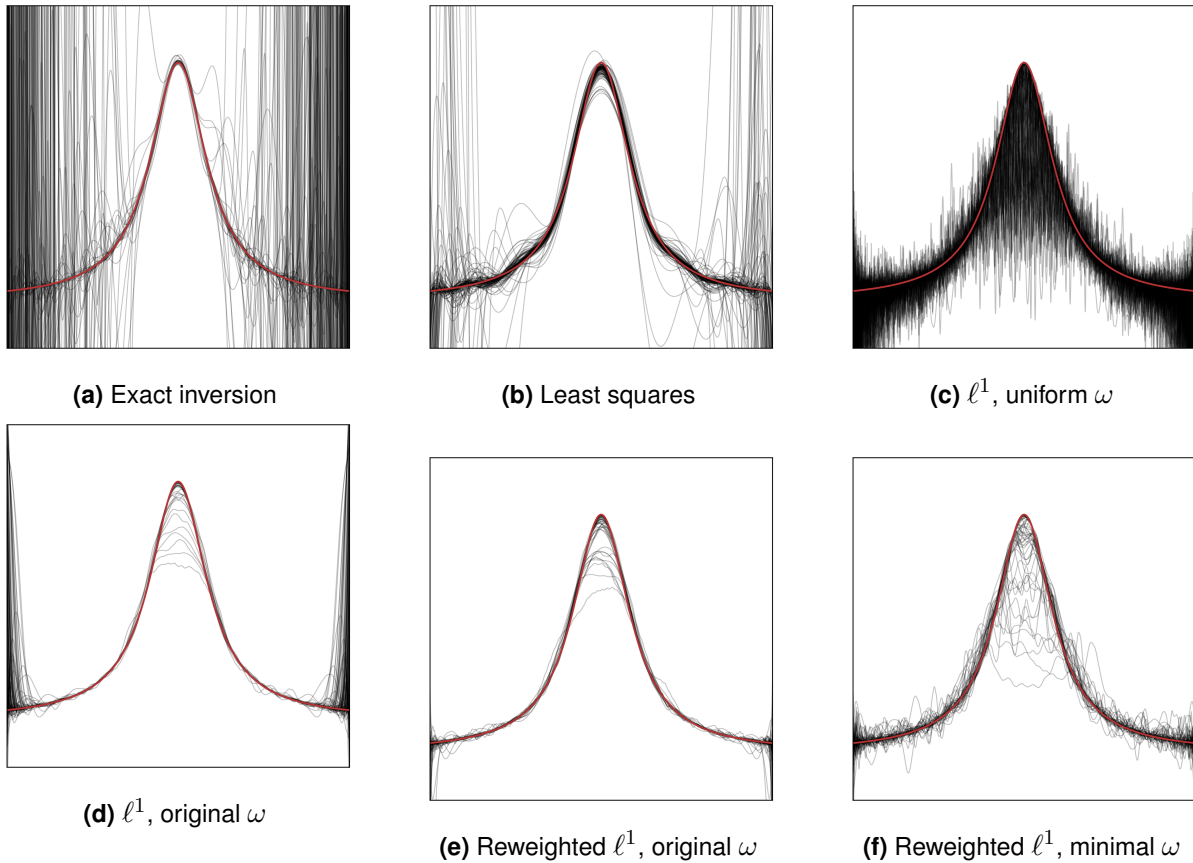 (a) Exact inversion
(b) Least squares
(c) ℓ¹, uniform ω
(d) ℓ¹, original ω
(e) Reweighted ℓ¹, original ω
(f) Reweighted ℓ¹, minimal ω